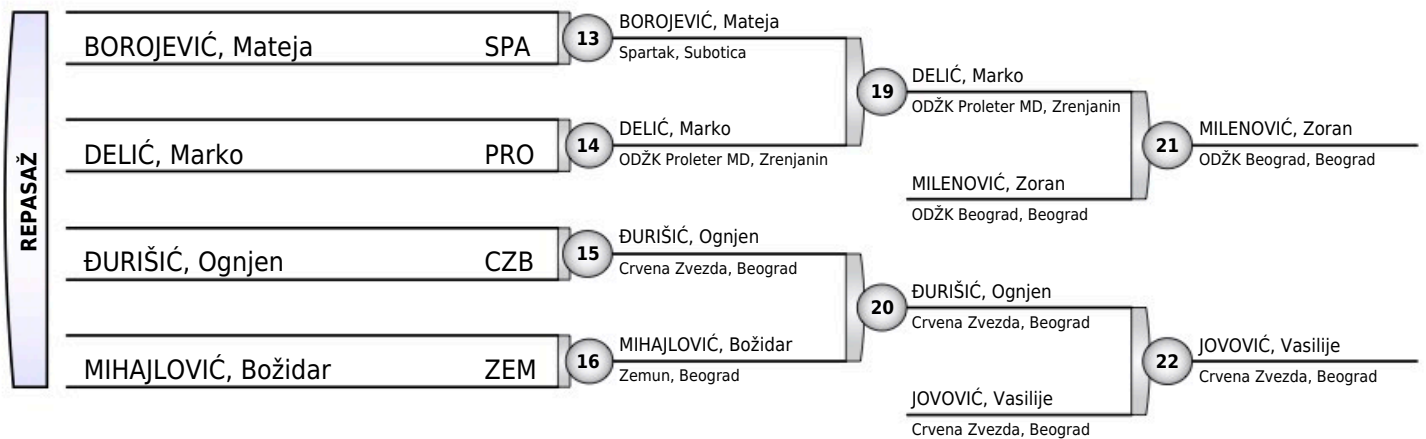 REPASAŽ
BOROJEVIĆ, Mateja SPA
DELIĆ, Marko PRO
ĐURIŠIĆ, Ognjen CZB
MIHAJLOVIĆ, Božidar ZEM
13
BOROJEVIĆ, Mateja
Spartak, Subotica
14
DELIĆ, Marko
ODŽK Proleter MD, Zrenjanin
15
ĐURIŠIĆ, Ognjen
Crvena Zvezda, Beograd
16
MIHAJLOVIĆ, Božidar
Zemun, Beograd
19
DELIĆ, Marko
ODŽK Proleter MD, Zrenjanin
MILENOVIĆ, Zoran
ODŽK Beograd, Beograd
20
ĐURIŠIĆ, Ognjen
Crvena Zvezda, Beograd
JOVOVIĆ, Vasilije
Crvena Zvezda, Beograd
21
MILENOVIĆ, Zoran
ODŽK Beograd, Beograd
22
JOVOVIĆ, Vasilije
Crvena Zvezda, Beograd